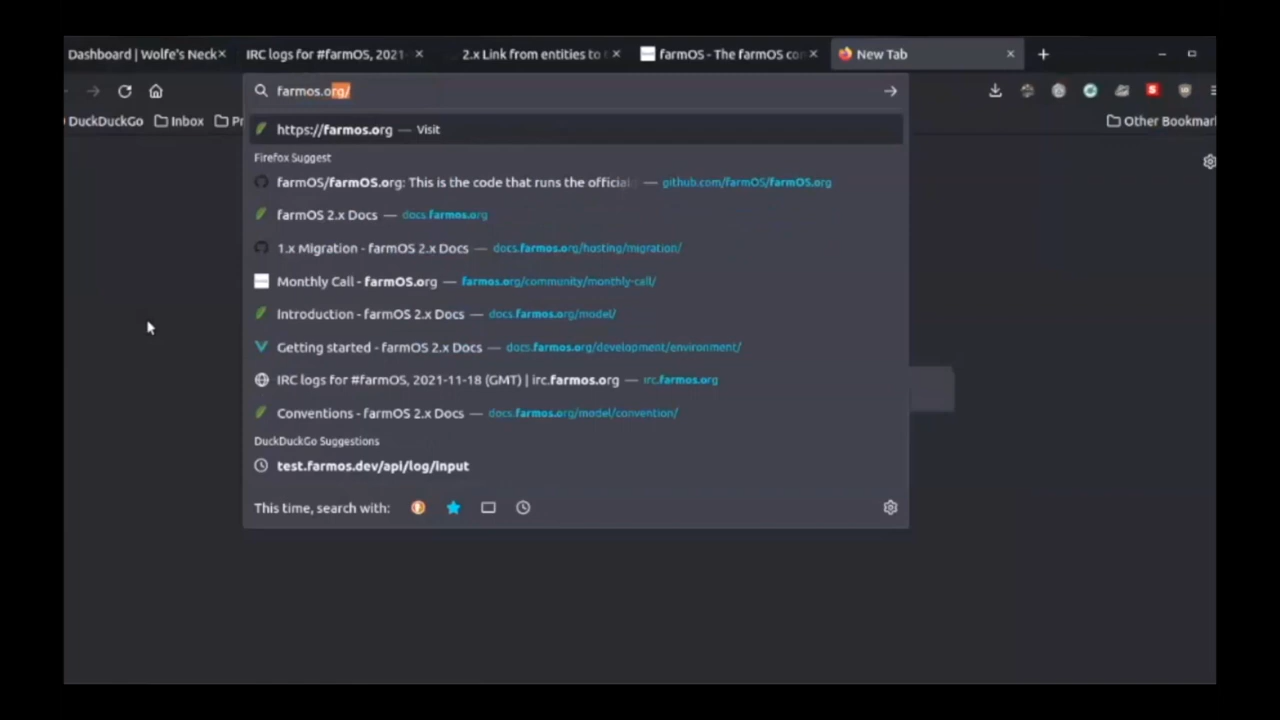 Dashboard | Wolfe's Neck
IRC logs for #farmOS, 2021-
2.x Link from entities to
farmOS - The farmOS co
New Tab
farmos.org/
DuckDuckGo
Inbox
Pr
Other Bookmar
https://farmos.org — Visit
Firefox Suggest
farmOS/farmOS.org: This is the code that runs the official — github.com/farmOS/farmOS.org
farmOS 2.x Docs — docs.farmos.org
1.x Migration - farmOS 2.x Docs — docs.farmos.org/hosting/migration/
Monthly Call - farmOS.org — farmos.org/community/monthly-call/
Introduction - farmOS 2.x Docs — docs.farmos.org/model/
Getting started - farmOS 2.x Docs — docs.farmos.org/development/environment/
IRC logs for #farmOS, 2021-11-18 (GMT) | irc.farmos.org — irc.farmos.org
Conventions - farmOS 2.x Docs — docs.farmos.org/model/convention/
DuckDuckGo Suggestions
test.farmos.dev/api/log/input
This time, search with: